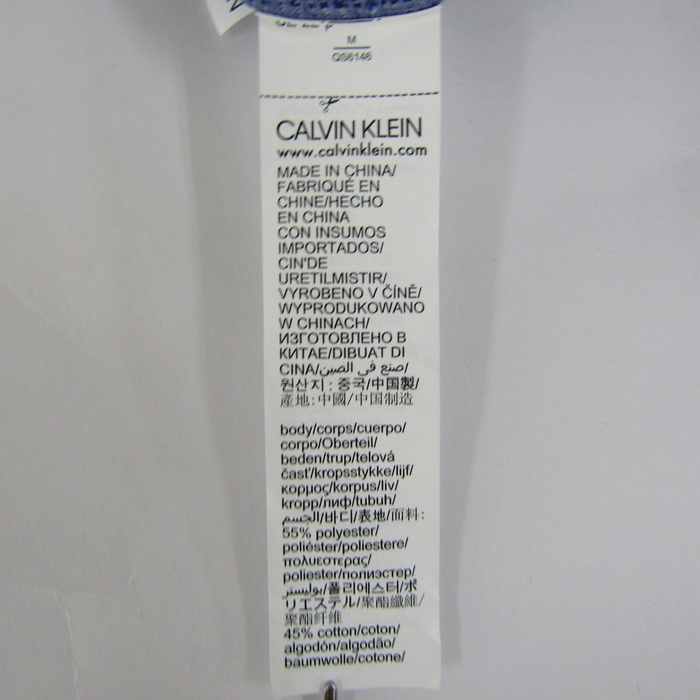 M
QS6146
CALVIN KLEIN
www.calvinklein.com
MADE IN CHINA/
FABRIQUÉ EN
CHINE/HECHO
EN CHINA
CON INSUMOS
IMPORTADOS/
CIN'DE
URETILMISTIR/
VYROBENO V ČÍNĚ/
WYPRODUKOWANO
W CHINACH/
ИЗГОТОВЛЕНО В
КИТАЕ/DIBUAT DI
CINA/صنع في الصين/
원산지 : 중국/中国製/
產地:中國/中国制造
body/corps/cuerpo/
corpo/Oberteil/
beden/trup/telová
časť/kropsstykke/lijf/
κορμος/korpus/liv/
kropp/лиф/tubuh/
الجسم/바디/表地/面料:
55% polyester/
poliéster/poliestere/
πολυεστερας/
poliester/полиэстер/
بوليستر/폴리에스터/ポ
リエステル/聚酯纖維/
聚酯纤维
45% cotton/coton/
algodón/algodão/
baumwolle/cotone/